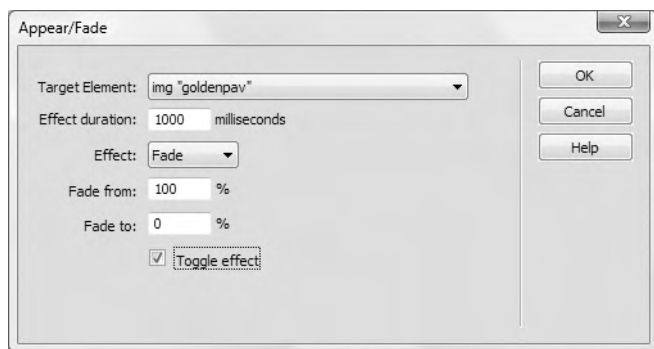 Appear/Fade
Target Element: img "goldenpav"
Effect duration: 1000 milliseconds
Effect: Fade
Fade from: 100 %
Fade to: 0 %
Toggle effect
OK
Cancel
Help